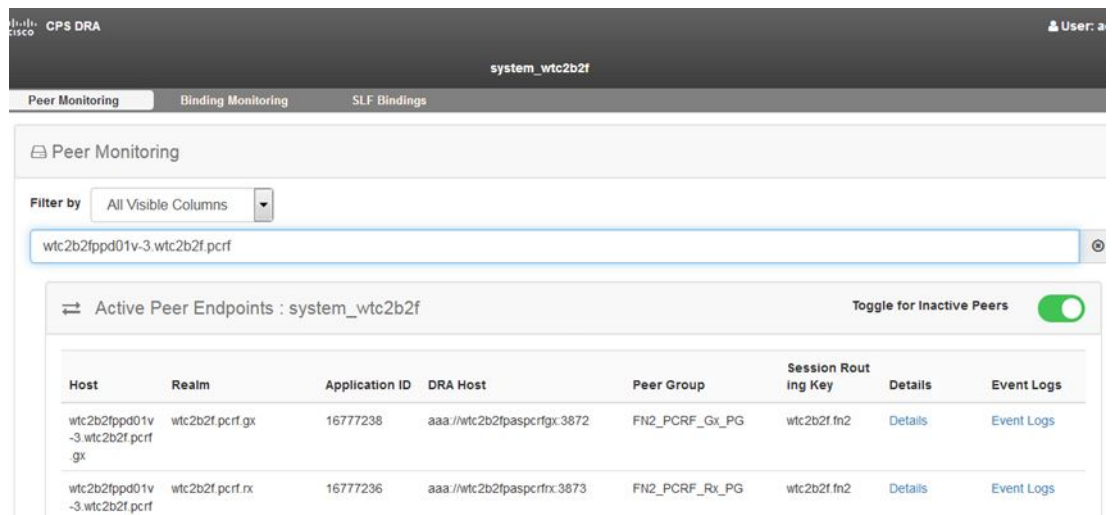 CISCO CPS DRA
User: a
system_wtc2b2f
Peer Monitoring Binding Monitoring SLF Bindings
Peer Monitoring
Filter by All Visible Columns
wtc2b2fppd01v-3.wtc2b2f.pcrf
Active Peer Endpoints : system_wtc2b2f Toggle for Inactive Peers
Session Rout
Host Realm Application ID DRA Host Peer Group ing Key Details Event Logs
wtc2b2fppd01v wtc2b2f.pcrf.gx 16777238 aaa://wtc2b2fpaspcrfgx:3872 FN2_PCRF_Gx_PG wtc2b2f.fn2 Details Event Logs
-3.wtc2b2f.pcrf
.gx
wtc2b2fppd01v wtc2b2f.pcrf.rx 16777236 aaa://wtc2b2fpaspcrfrx:3873 FN2_PCRF_Rx_PG wtc2b2f.fn2 Details Event Logs
-3.wtc2b2f.pcrf